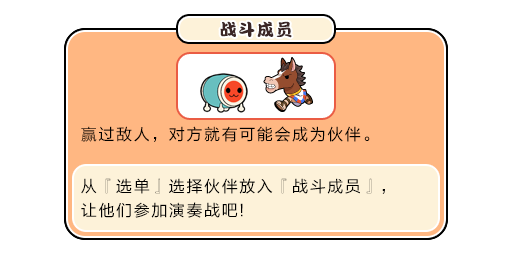 战斗成员
赢过敌人，对方就有可能会成为伙伴。
从『选单』选择伙伴放入『战斗成员』，
让他们参加演奏战吧!